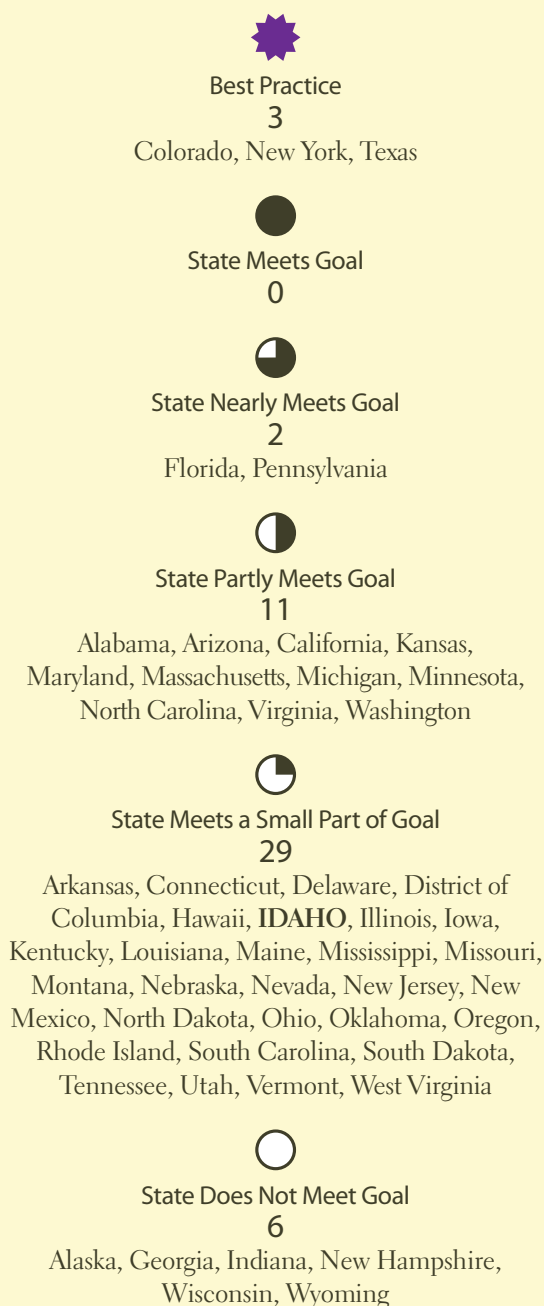 Best Practice
3
Colorado, New York, Texas
State Meets Goal
0
State Nearly Meets Goal
2
Florida, Pennsylvania
State Partly Meets Goal
11
Alabama, Arizona, California, Kansas,
Maryland, Massachusetts, Michigan, Minnesota,
North Carolina, Virginia, Washington
State Meets a Small Part of Goal
29
Arkansas, Connecticut, Delaware, District of
Columbia, Hawaii, IDAHO, Illinois, Iowa,
Kentucky, Louisiana, Maine, Mississippi, Missouri,
Montana, Nebraska, Nevada, New Jersey, New
Mexico, North Dakota, Ohio, Oklahoma, Oregon,
Rhode Island, South Carolina, South Dakota,
Tennessee, Utah, Vermont, West Virginia
State Does Not Meet Goal
6
Alaska, Georgia, Indiana, New Hampshire,
Wisconsin, Wyoming